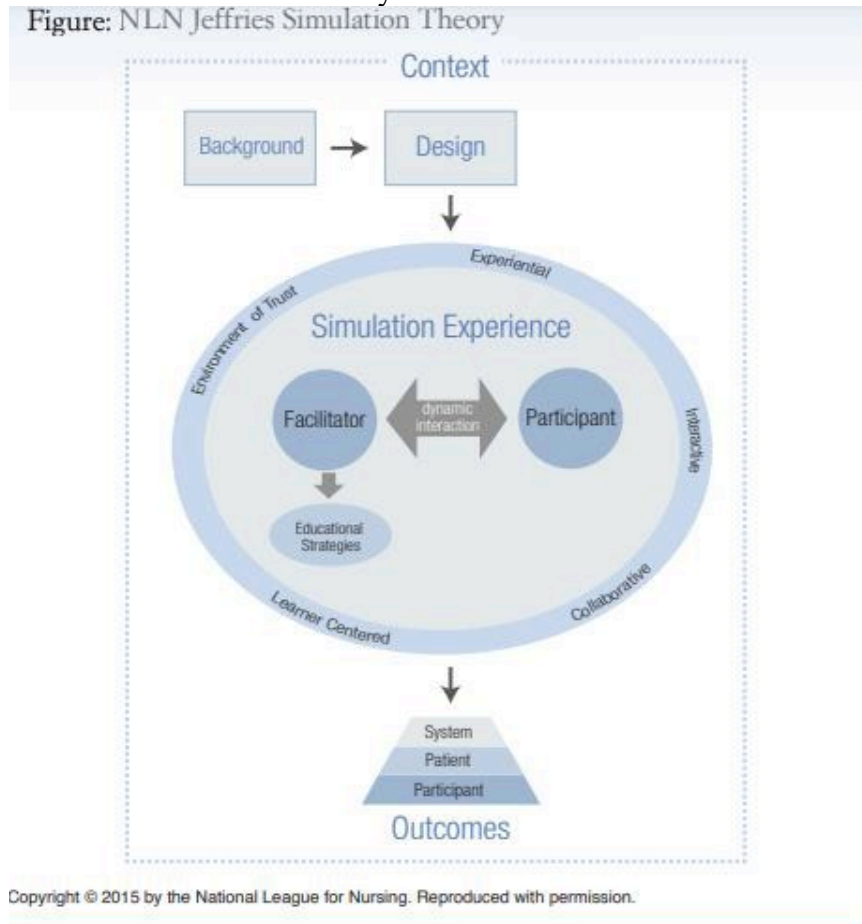 Figure: NLN Jeffries Simulation Theory
Context
Background
Design
Experiential
Environment of Trust
Simulation Experience
Facilitator
dynamic
interaction
Participant
Interactive
Educational
Strategies
Learner Centered
Collaborative
System
Patient
Participant
Outcomes
Copyright © 2015 by the National League for Nursing. Reproduced with permission.